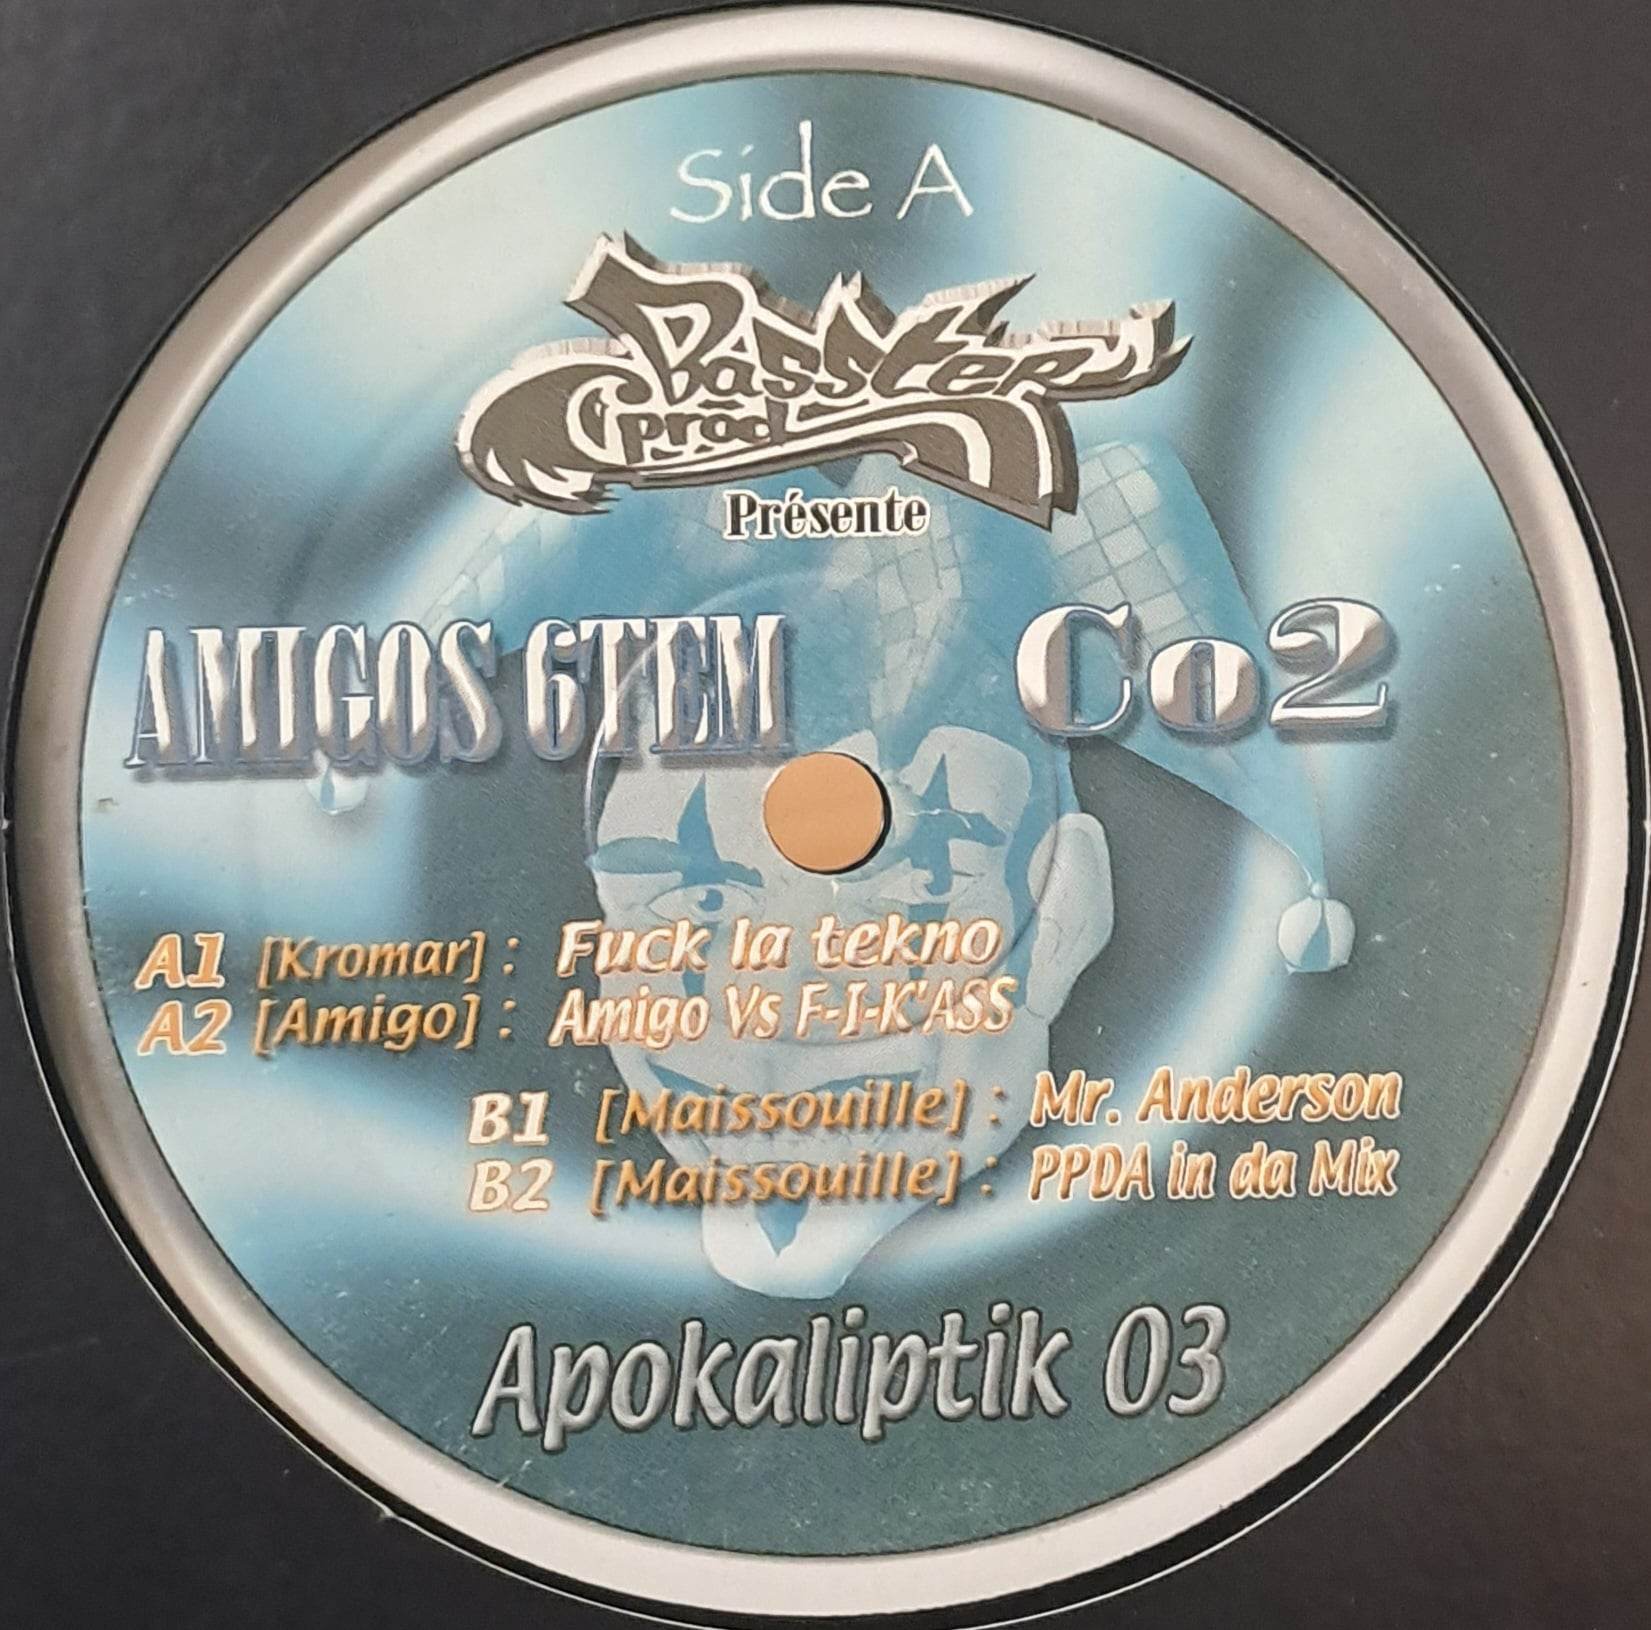 Side A
Basster
prod
Présente
AMIGOS 6TEM Co2
A1 [Kromar] : Fuck la tekno
A2 [Amigo] : Amigo Vs F-I-K'ASS
B1 [Maissouille] : Mr. Anderson
B2 [Maissouille] : PPDA in da Mix
Apokaliptik 03